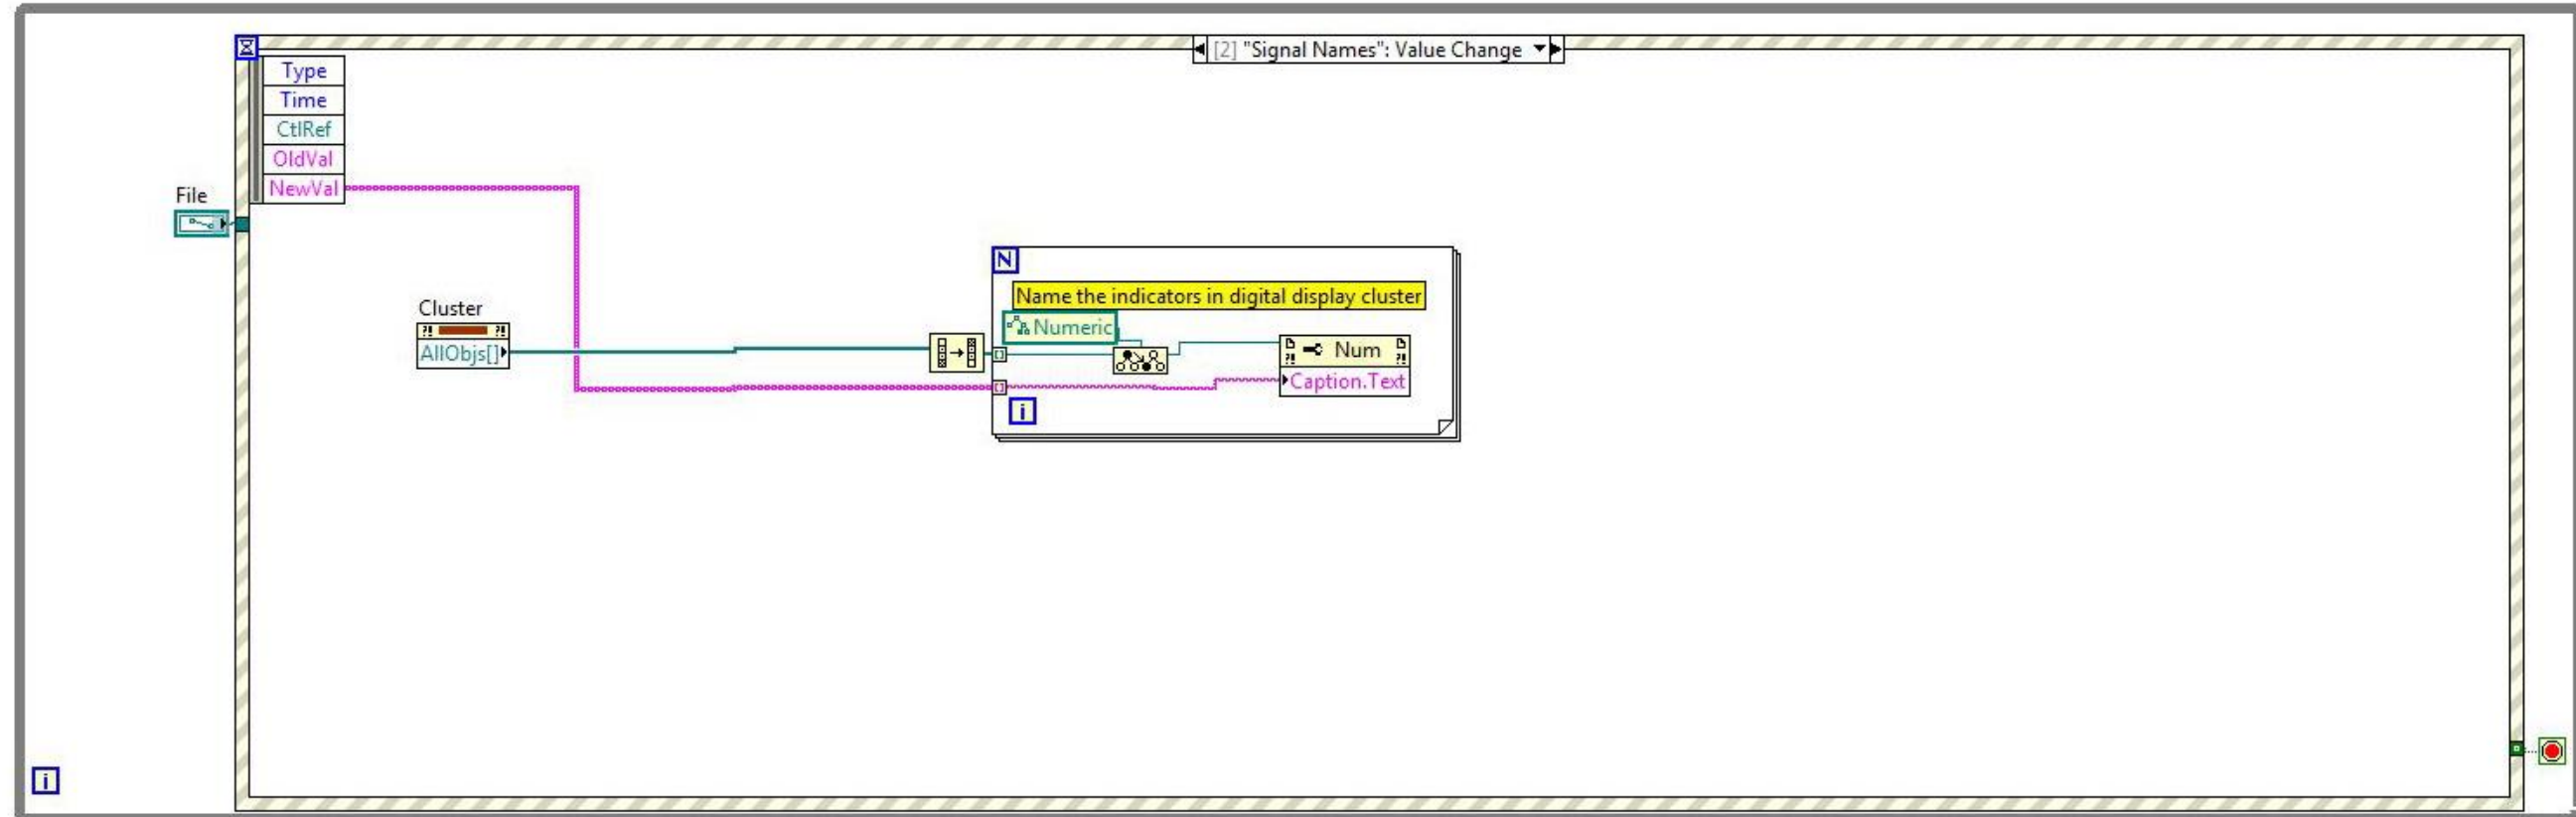 [2] "Signal Names": Value Change
Type
Time
CtlRef
OldVal
NewVal
File
Cluster
AllObjs[]
N
Name the indicators in digital display cluster
Numeric
Num
Caption.Text
i
i